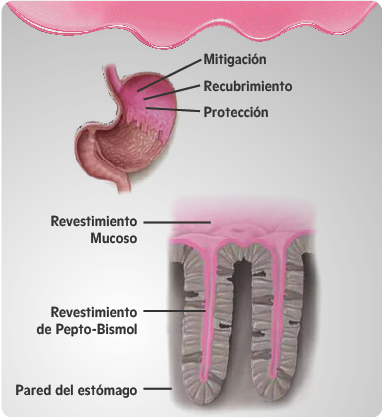 Mitigación
Recubrimiento
Protección
Revestimiento
Mucoso
Revestimiento
de Pepto-Bismol
Pared del estómago